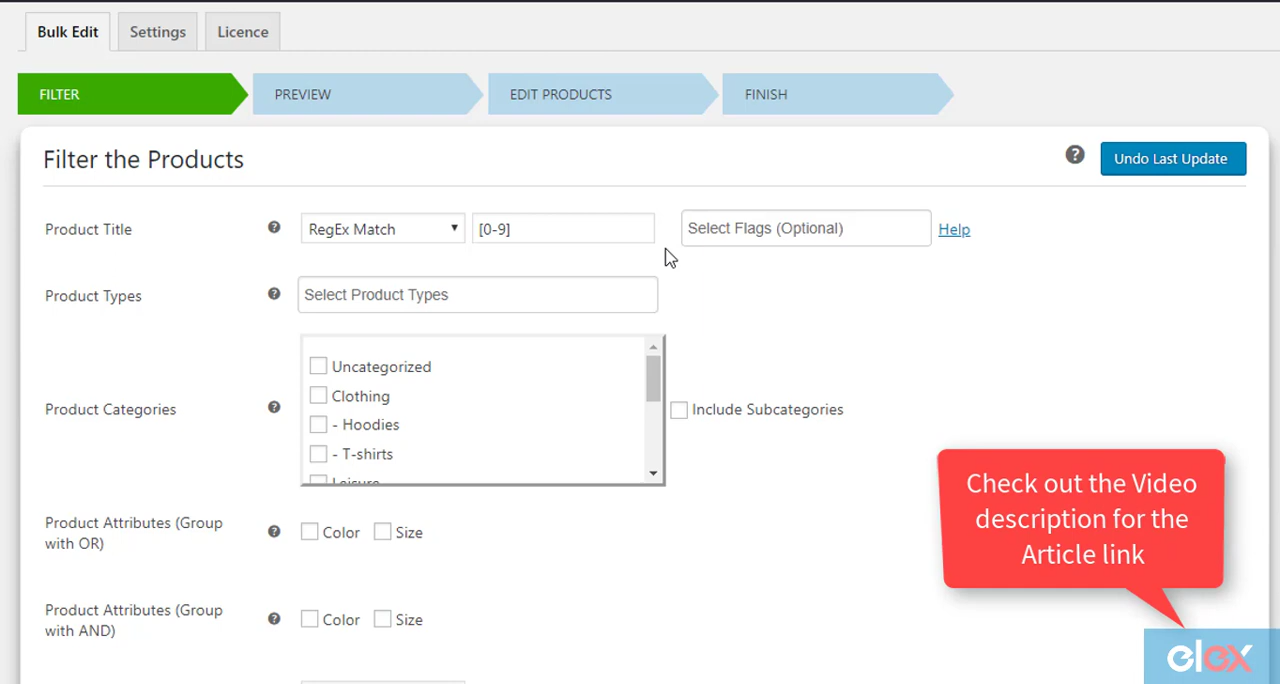 Bulk Edit Settings Licence
FILTER PREVIEW EDIT PRODUCTS FINISH
Filter the Products ? Undo Last Update
Product Title ? RegEx Match [0-9] Select Flags (Optional) Help
Product Types ? Select Product Types
Uncategorized
Clothing
Product Categories ? Include Subcategories
- Hoodies
- T-shirts
Leisure
Check out the Video
description for the
Article link
Product Attributes (Group
with OR) ? Color Size
Product Attributes (Group
with AND) ? Color Size
elex